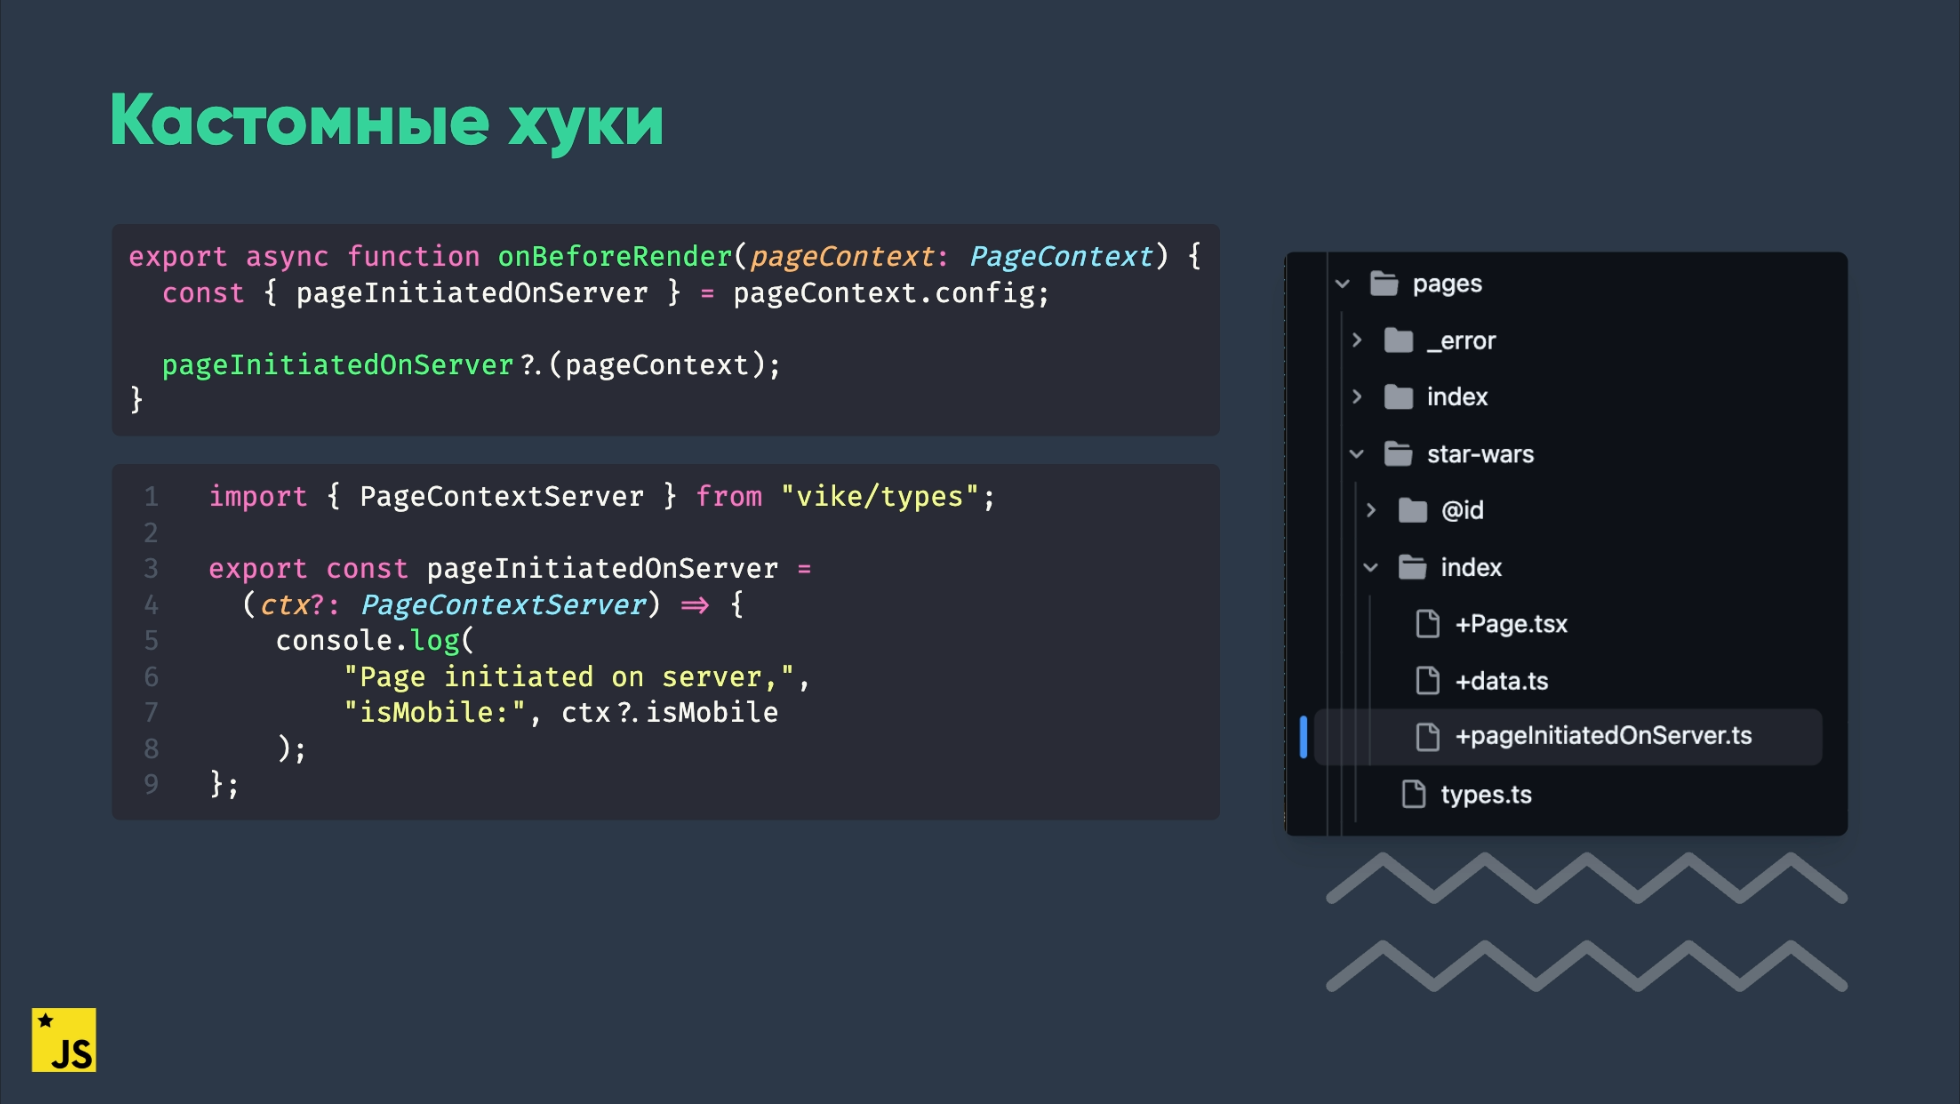 Кастомные хуки
export async function onBeforeRender(pageContext: PageContext) {
  const { pageInitiatedOnServer } = pageContext.config;

  pageInitiatedOnServer?.(pageContext);
}
1 import { PageContextServer } from "vike/types";
2
3 export const pageInitiatedOnServer =
4   (ctx?: PageContextServer) => {
5     console.log(
6         "Page initiated on server,",
7         "isMobile:", ctx?.isMobile
8     );
9 };
pages
_error
index
star-wars
@id
index
+Page.tsx
+data.ts
+pageInitiatedOnServer.ts
types.ts
JS